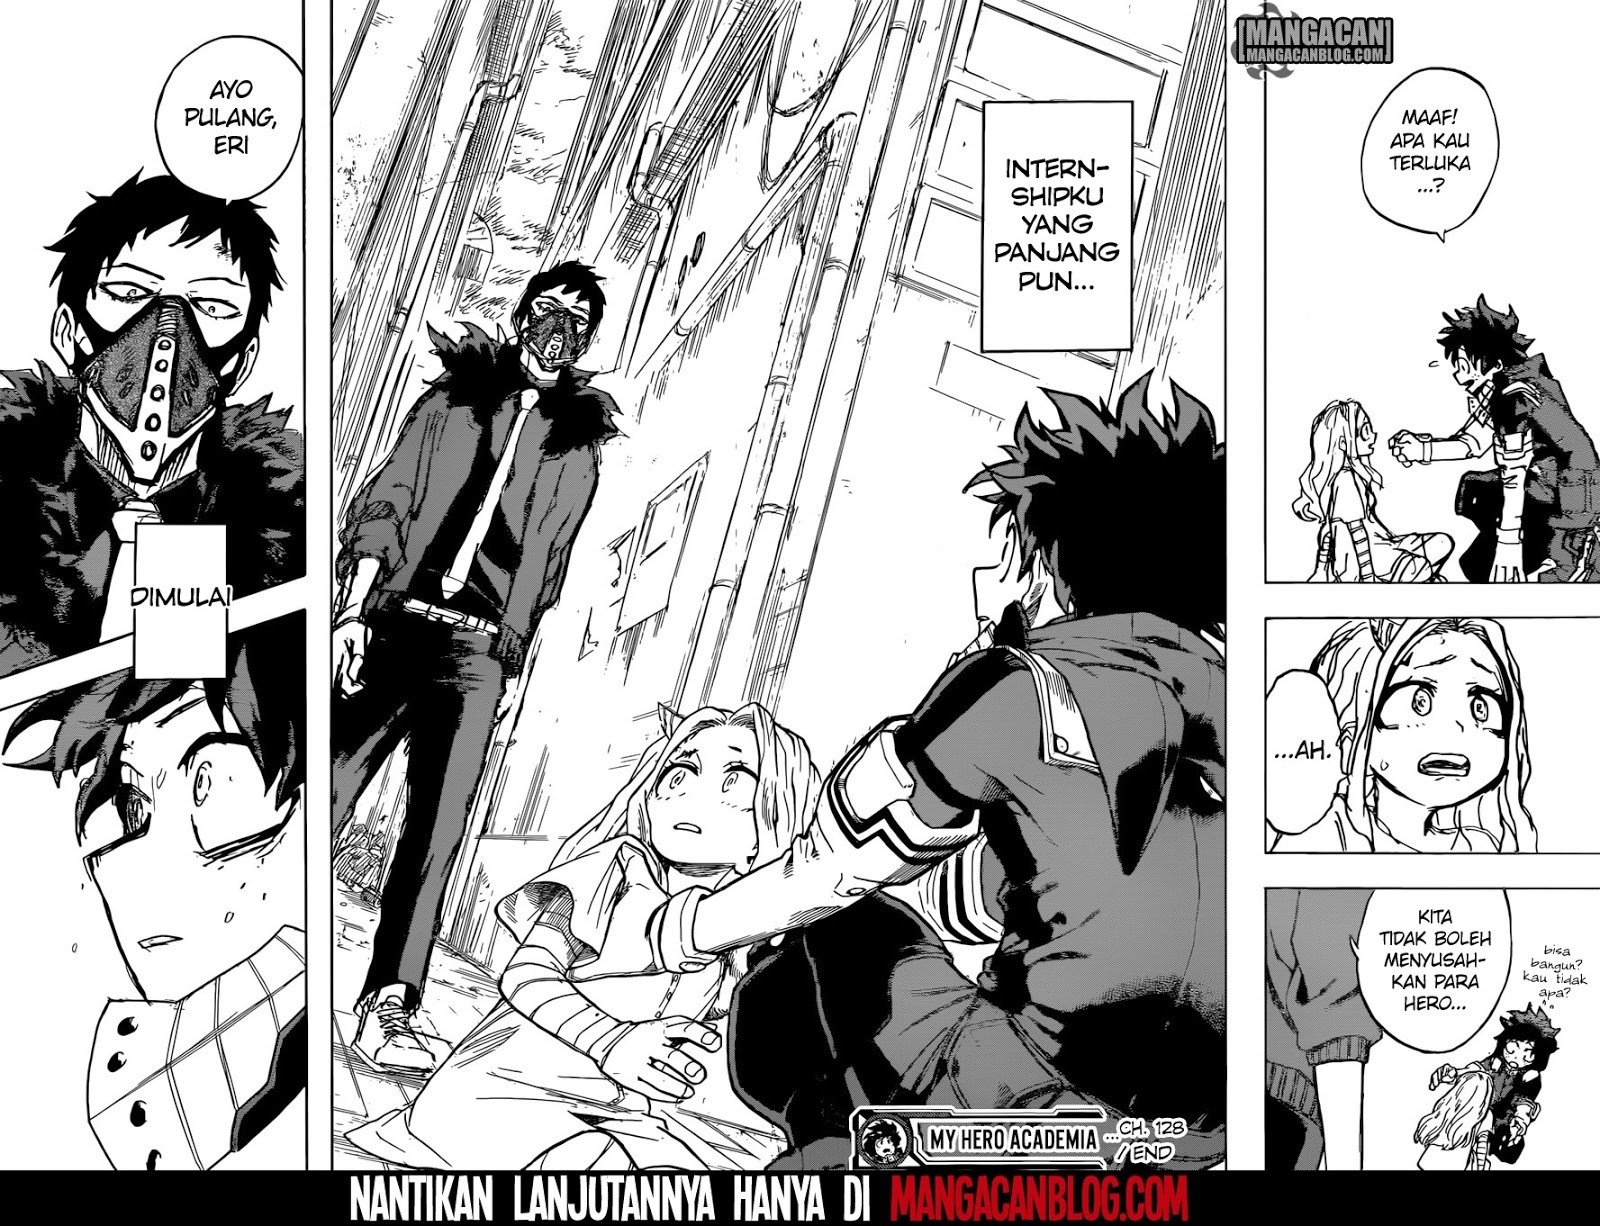 [MANGACAN]
MANGACANBLOG.COM
MAAF!
APA KAU
TERLUKA
...?
...AH.
KITA
TIDAK BOLEH
MENYUSAH-
KAN PARA
HERO...
bisa
bangun?
kau tidak
apa?
INTERN-
SHIPKU
YANG
PANJANG
PUN...
AYO
PULANG,
ERI
DIMULAI
MY HERO ACADEMIA
...CH. 128
/ END
NANTIKAN LANJUTANNYA HANYA DI MANGACANBLOG.COM